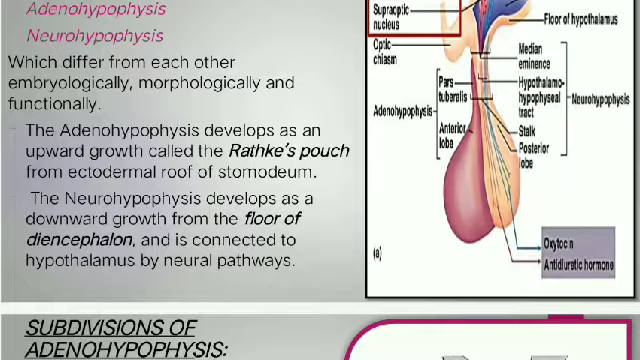 Adenohypophysis
Neurohypophysis
Which differ from each other
embryologically, morphologically and
functionally.
The Adenohypophysis develops as an
upward growth called the Rathke's pouch
from ectodermal roof of stomodeum.
The Neurohypophysis develops as a
downward growth from the floor of
diencephalon, and is connected to
hypothalamus by neural pathways.
Supraoptic
nucleus
Optic
chiasm
Floor of hypothalamus
Median
eminence
Hypothalamo-
hypophyseal
tract
Neurohypophysis
Pars
tuberalis
Adenohypophysis
Anterior
lobe
Stalk
Posterior
lobe
Oxytocin
Antidiuretic hormone
(a)
SUBDIVISIONS OF
ADENOHYPOPHYSIS: